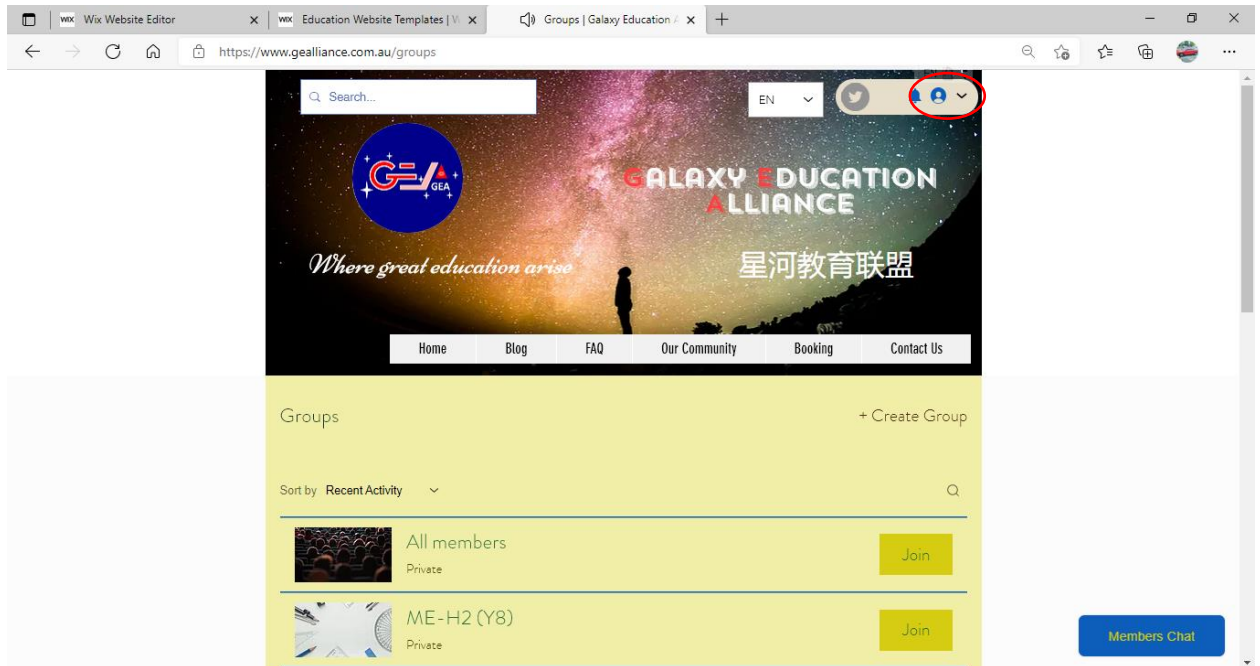 Wix Website Editor
Education Website Templates | W
Groups | Galaxy Education A
https://www.gealliance.com.au/groups
Search...
EN
GEA
GEA
GALAXY EDUCATION
ALLIANCE
Where great education arise
星河教育联盟
Home Blog FAQ Our Community Booking Contact Us
Groups
+ Create Group
Sort by Recent Activity
All members
Private
Join
ME-H2 (Y8)
Private
Join
Members Chat